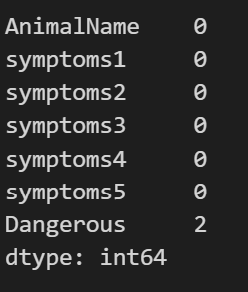 AnimalName 0
symptoms1 0
symptoms2 0
symptoms3 0
symptoms4 0
symptoms5 0
Dangerous 2
dtype: int64